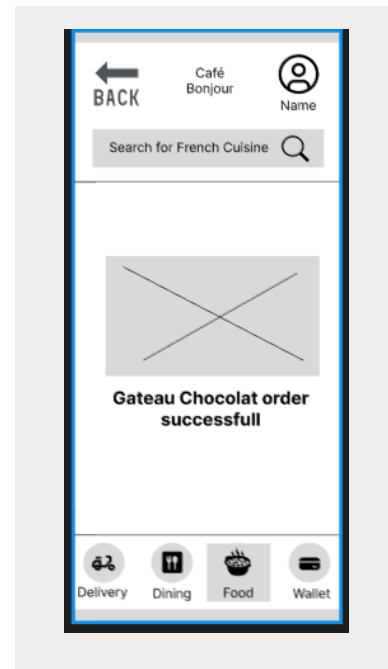 BACK
Café
Bonjour
Name
Search for French Cuisine
Gateau Chocolat order
successfull
Delivery
Dining
Food
Wallet